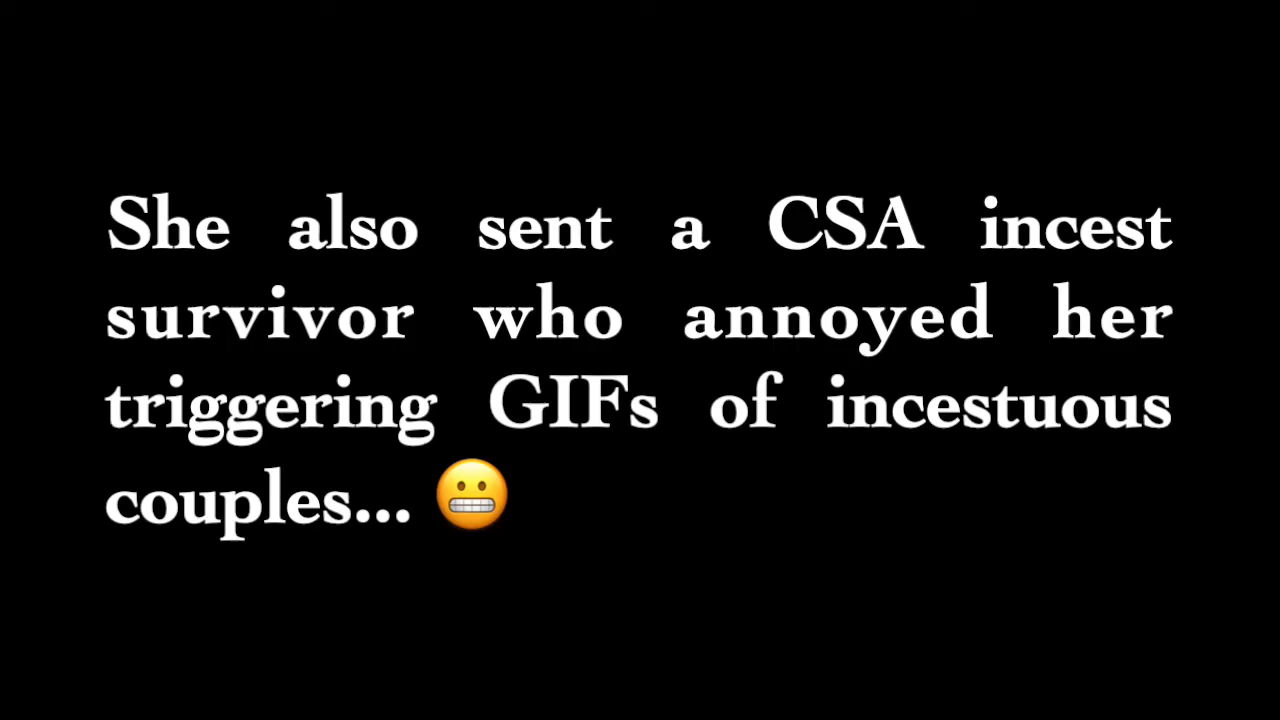 She also sent a CSA incest
survivor who annoyed her
triggering GIFs of incestuous
couples... 😬